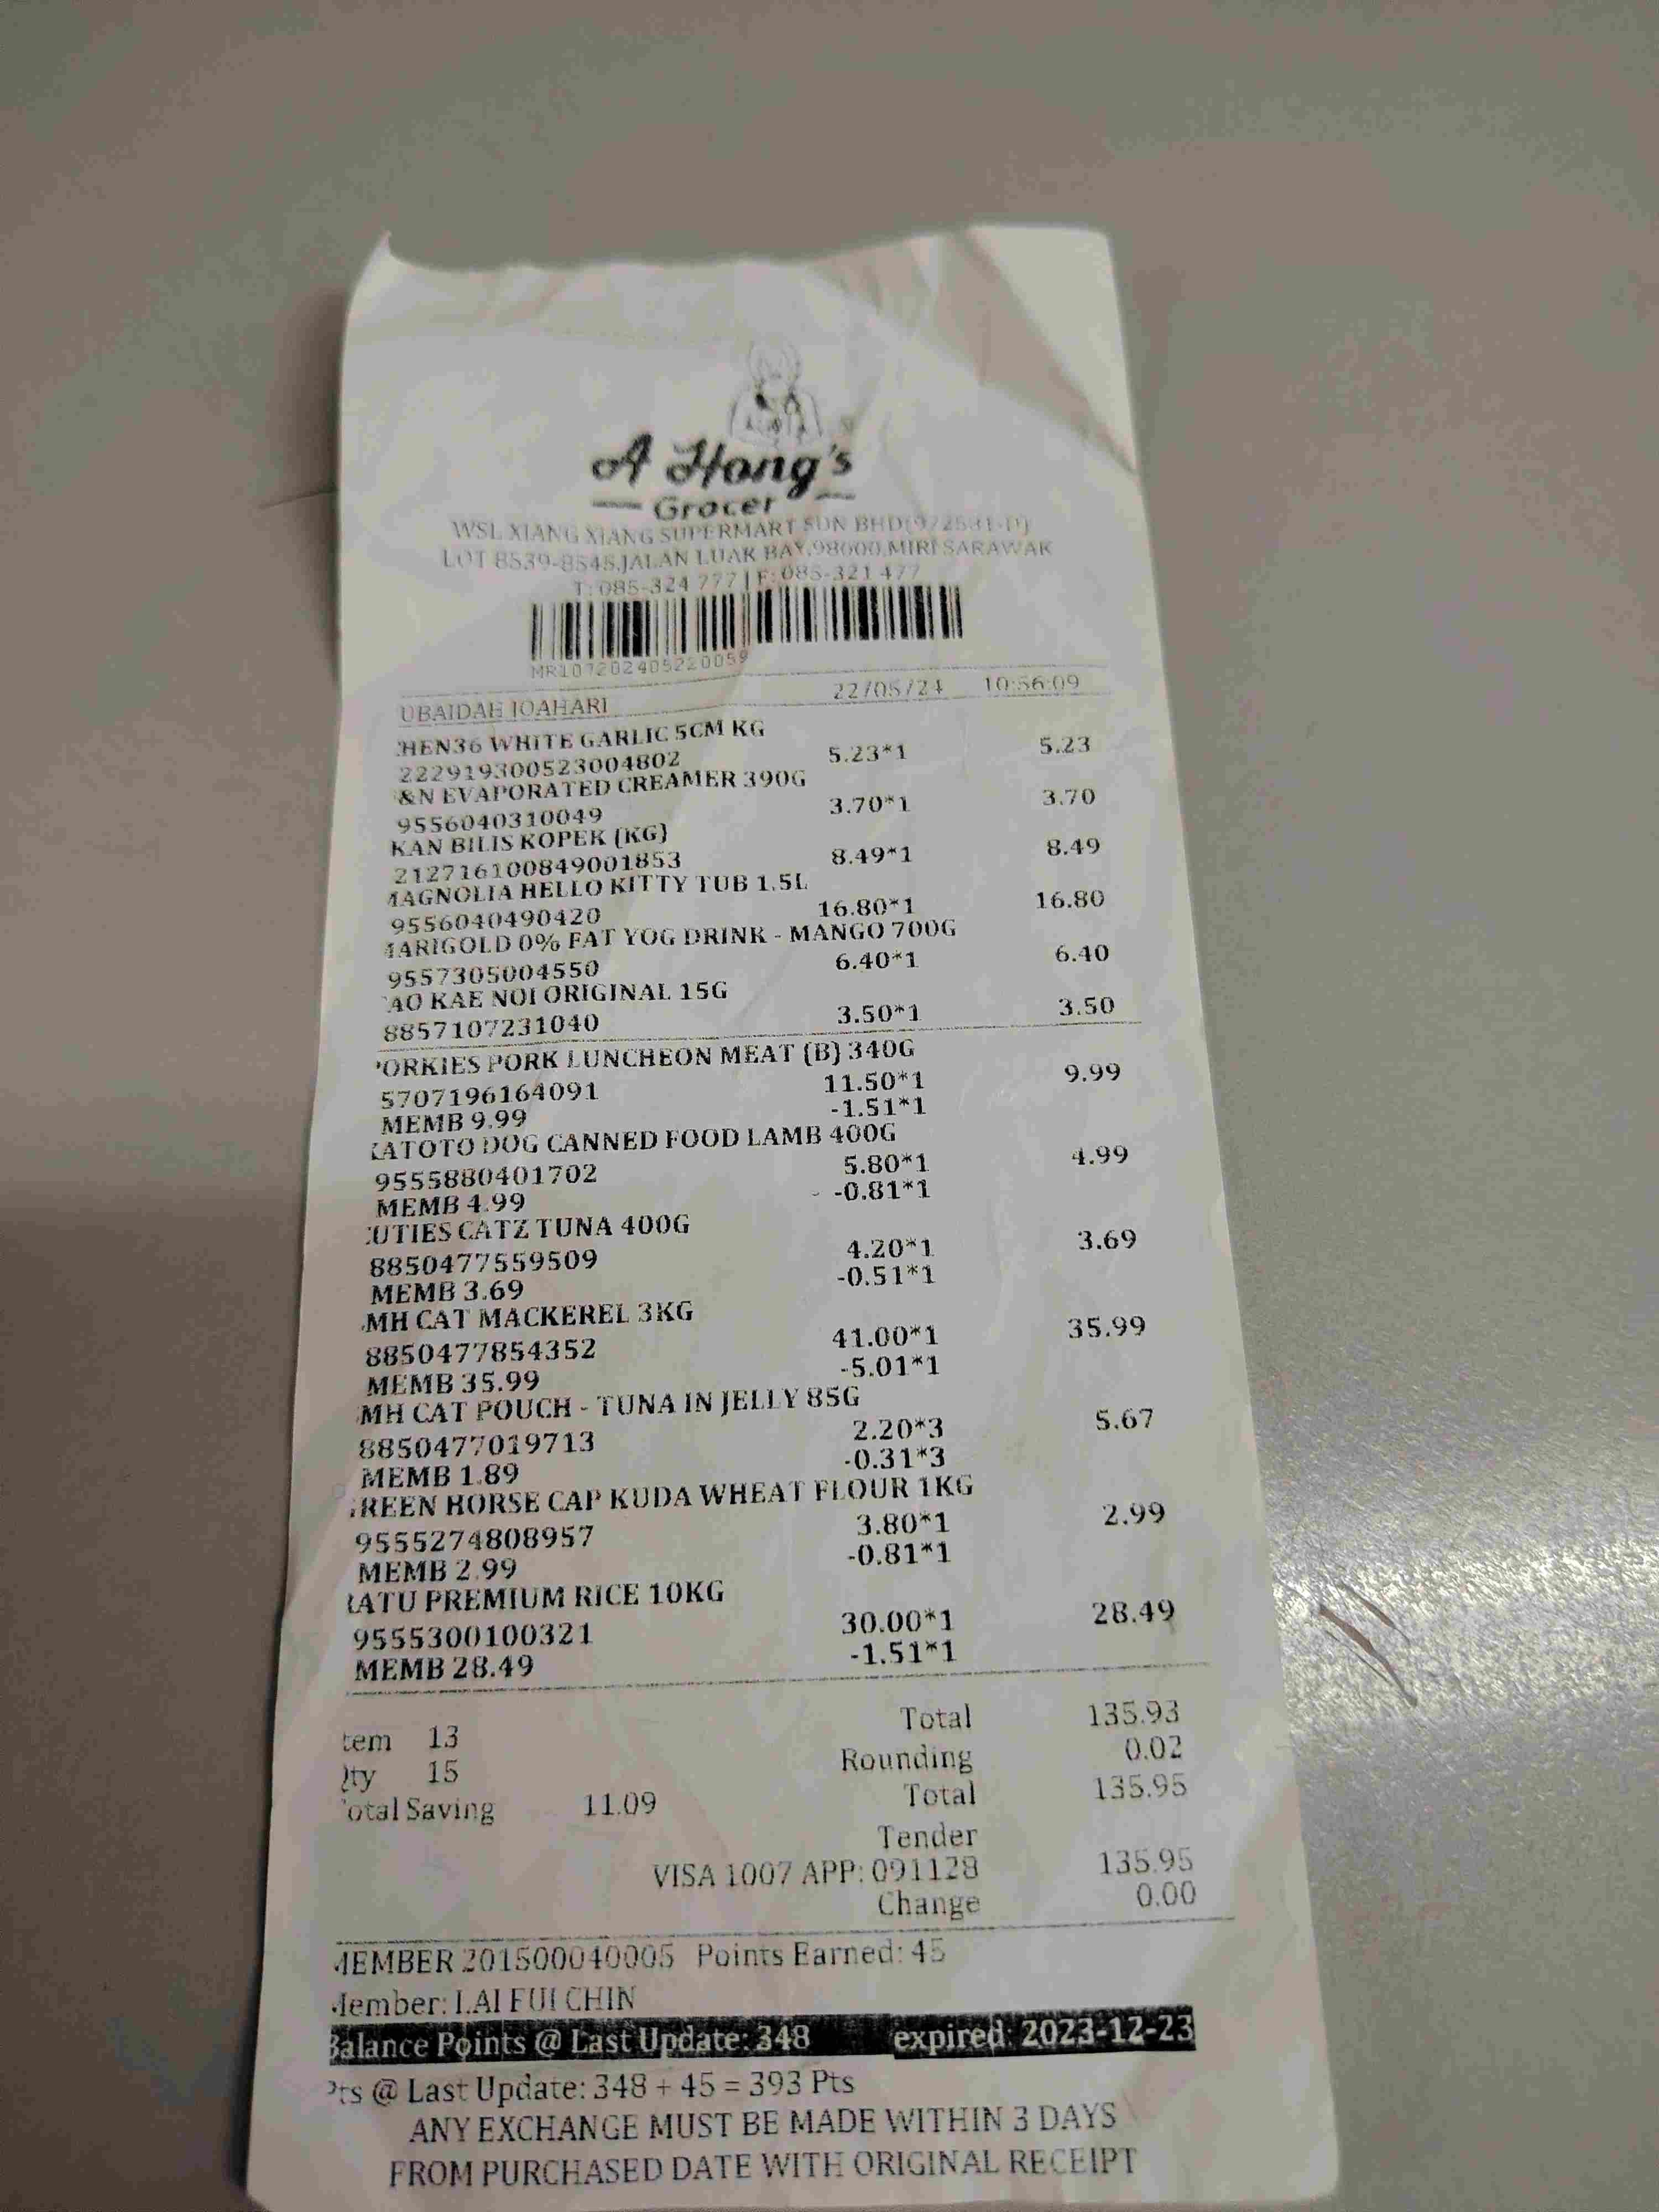 A Hong's
Grocer
WSL XIANG XIANG SUPERMART SDN BHD(972581-D)
LOT 8539-8545,JALAN LUAK BAY,98000,MIRI SARAWAK
T: 085-324 777 | F: 085-321 477
MR107202405220059
UBAIDAH JOAHARI 22/05/24 10:56:09
HEN36 WHITE GARLIC 5CM KG
222919300523004802 5.23*1 5.23
&N EVAPORATED CREAMER 390G
9556040310049 3.70*1 3.70
KAN BILIS KOPEK (KG)
212716100849001853 8.49*1 8.49
MAGNOLIA HELLO KITTY TUB 1.5L
9556040490420 16.80*1 16.80
MARIGOLD 0% FAT YOG DRINK - MANGO 700G
9557305004550 6.40*1 6.40
AO KAE NOI ORIGINAL 15G
8857107231040 3.50*1 3.50
ORKIES PORK LUNCHEON MEAT (B) 340G
5707196164091 11.50*1 9.99
MEMB 9.99 -1.51*1
KATOTO DOG CANNED FOOD LAMB 400G
9555880401702 5.80*1 4.99
MEMB 4.99 -0.81*1
UTIES CATZ TUNA 400G
8850477559509 4.20*1 3.69
MEMB 3.69 -0.51*1
MH CAT MACKEREL 3KG
8850477854352 41.00*1 35.99
MEMB 35.99 -5.01*1
MH CAT POUCH - TUNA IN JELLY 85G
8850477019713 2.20*3 5.67
MEMB 1.89 -0.31*3
REEN HORSE CAP KUDA WHEAT FLOUR 1KG
9555274808957 3.80*1 2.99
MEMB 2.99 -0.81*1
RATU PREMIUM RICE 10KG
9555300100321 30.00*1 28.49
MEMB 28.49 -1.51*1
Total 135.93
tem 13
Rounding 0.02
Qty 15
Total 135.95
otal Saving 11.09
Tender
VISA 1007 APP: 091128 135.95
Change 0.00
MEMBER 201500040005 Points Earned: 45
Member: LAI FUI CHIN
Balance Points @ Last Update: 348 expired: 2023-12-23
Pts @ Last Update: 348 + 45 = 393 Pts
ANY EXCHANGE MUST BE MADE WITHIN 3 DAYS
FROM PURCHASED DATE WITH ORIGINAL RECEIPT